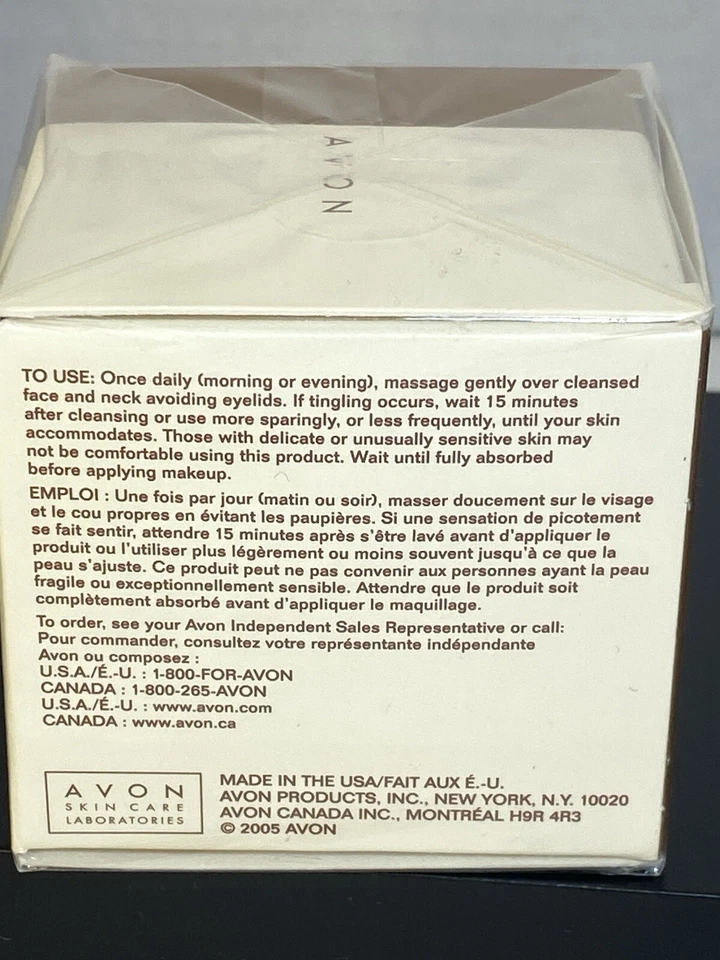 AVON
TO USE: Once daily (morning or evening), massage gently over cleansed
face and neck avoiding eyelids. If tingling occurs, wait 15 minutes
after cleansing or use more sparingly, or less frequently, until your skin
accommodates. Those with delicate or unusually sensitive skin may
not be comfortable using this product. Wait until fully absorbed
before applying makeup.
EMPLOI : Une fois par jour (matin ou soir), masser doucement sur le visage
et le cou propres en évitant les paupières. Si une sensation de picotement
se fait sentir, attendre 15 minutes après s'être lavé avant d'appliquer le
produit ou l'utiliser plus légèrement ou moins souvent jusqu'à ce que la
peau s'ajuste. Ce produit peut ne pas convenir aux personnes ayant la peau
fragile ou exceptionnellement sensible. Attendre que le produit soit
complètement absorbé avant d'appliquer le maquillage.
To order, see your Avon Independent Sales Representative or call:
Pour commander, consultez votre représentante indépendante
Avon ou composez :
U.S.A./É.-U. : 1-800-FOR-AVON
CANADA : 1-800-265-AVON
U.S.A./É.-U. : www.avon.com
CANADA : www.avon.ca
AVON
SKIN CARE
LABORATORIES
MADE IN THE USA/FAIT AUX É.-U.
AVON PRODUCTS, INC., NEW YORK, N.Y. 10020
AVON CANADA INC., MONTRÉAL H9R 4R3
© 2005 AVON